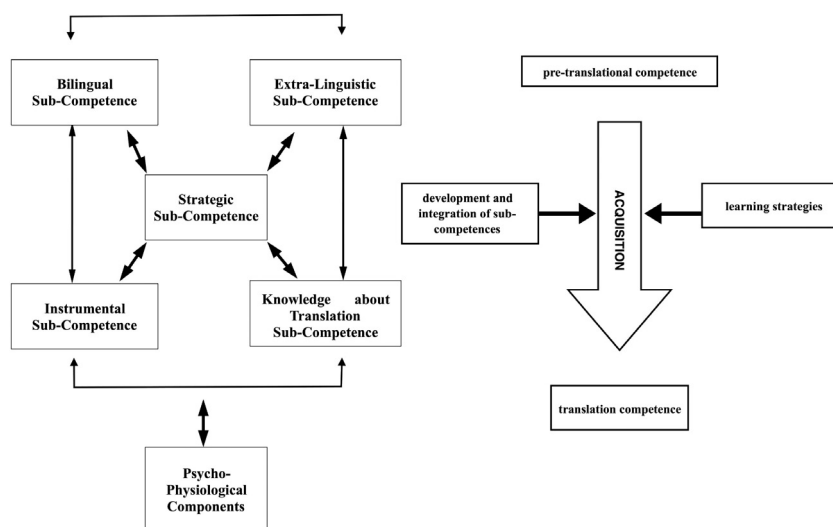 Bilingual
Sub-Competence
Extra-Linguistic
Sub-Competence
Strategic
Sub-Competence
Instrumental
Sub-Competence
Knowledge about
Translation
Sub-Competence
Psycho-
Physiological
Components
pre-translational competence
development and
integration of sub-
competences
ACQUISITION
learning strategies
translation competence